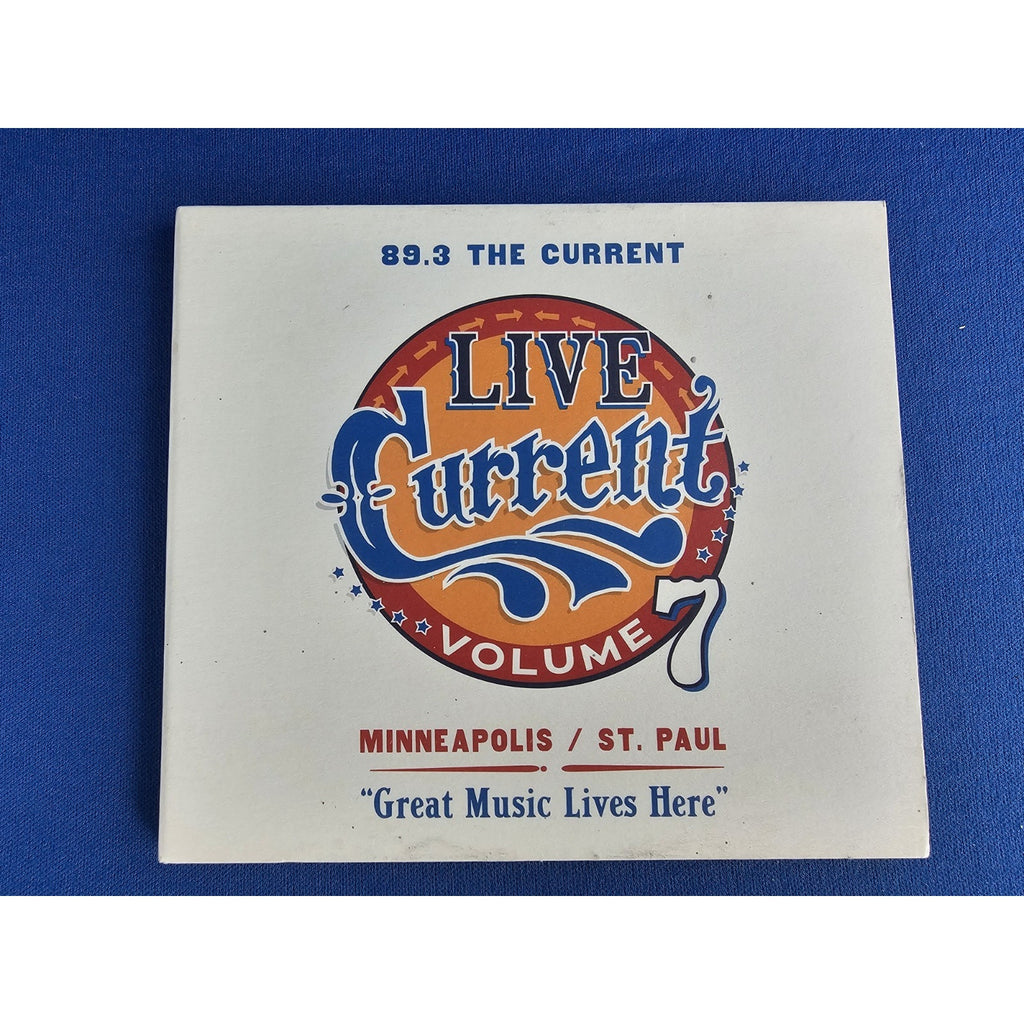 89.3 THE CURRENT
LIVE
Current
VOLUME 7
MINNEAPOLIS / ST. PAUL
“Great Music Lives Here”